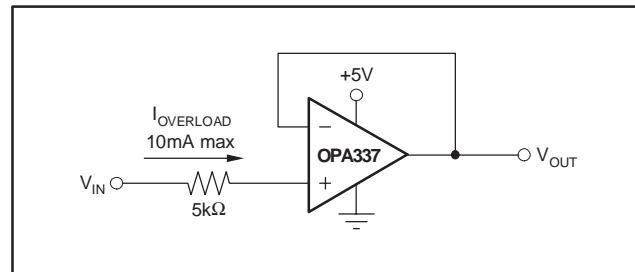 +5V
I_OVERLOAD
10mA max
−
OPA337
V_IN
+
V_OUT
5kΩ